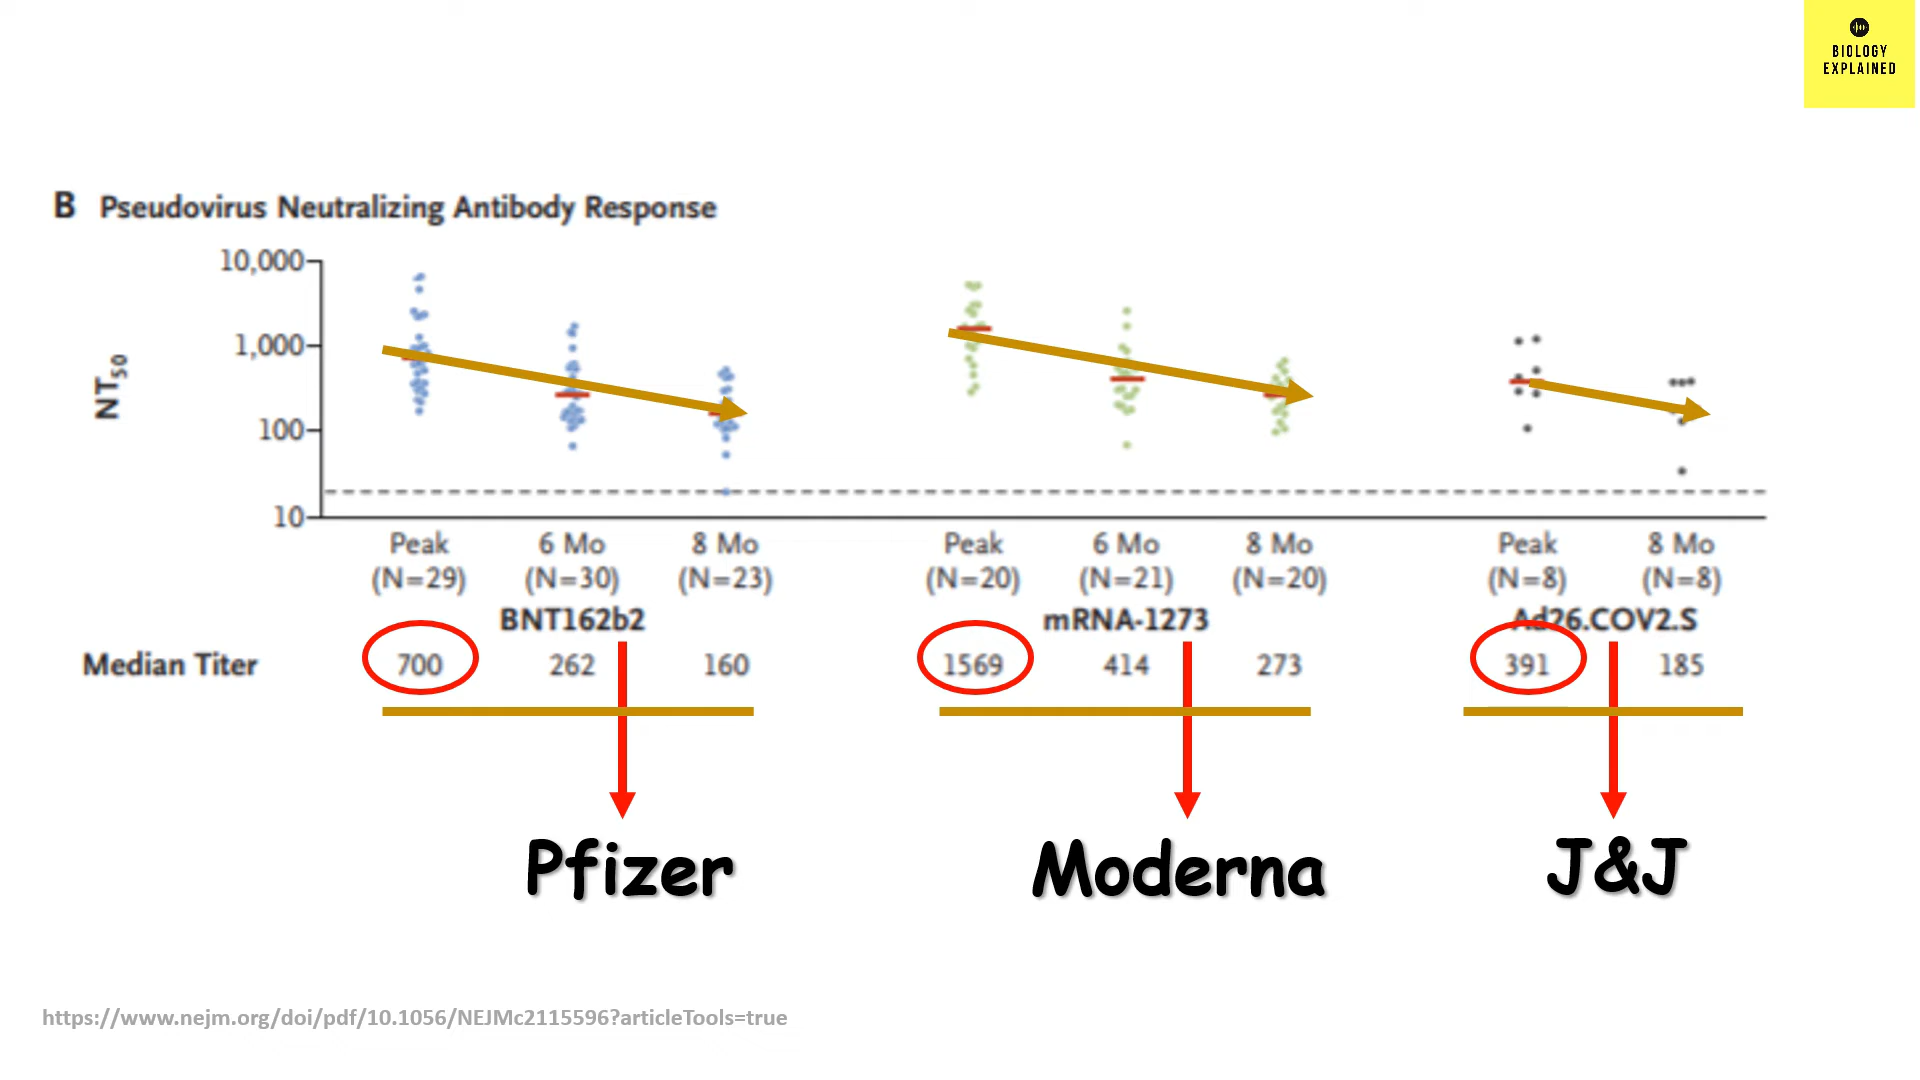 BIOLOGY
EXPLAINED
B Pseudovirus Neutralizing Antibody Response
10,000
1,000
100
10
NT50
Peak 6 Mo 8 Mo Peak 6 Mo 8 Mo Peak 8 Mo
(N=29) (N=30) (N=23) (N=20) (N=21) (N=20) (N=8) (N=8)
BNT162b2 mRNA-1273 Ad26.COV2.S
Median Titer 700 262 160 1569 414 273 391 185
Pfizer Moderna J&J
https://www.nejm.org/doi/pdf/10.1056/NEJMc2115596?articleTools=true